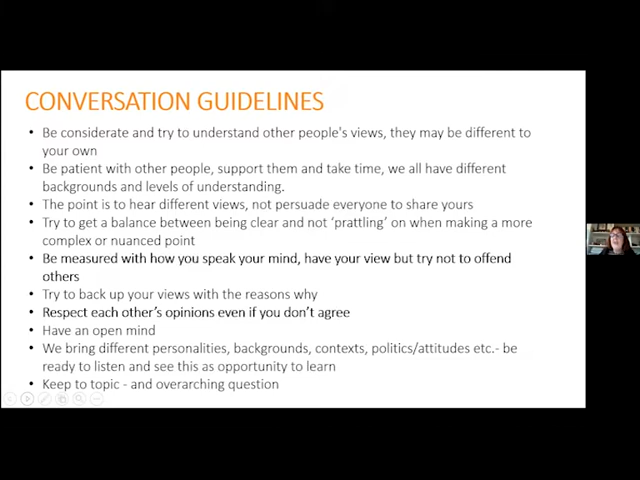 CONVERSATION GUIDELINES
• Be considerate and try to understand other people's views, they may be different to
your own
• Be patient with other people, support them and take time, we all have different
backgrounds and levels of understanding.
• The point is to hear different views, not persuade everyone to share yours
• Try to get a balance between being clear and not ‘prattling’ on when making a more
complex or nuanced point
• Be measured with how you speak your mind, have your view but try not to offend
others
• Try to back up your views with the reasons why
• Respect each other’s opinions even if you don’t agree
• Have an open mind
• We bring different personalities, backgrounds, contexts, politics/attitudes etc.- be
ready to listen and see this as opportunity to learn
• Keep to topic - and overarching question